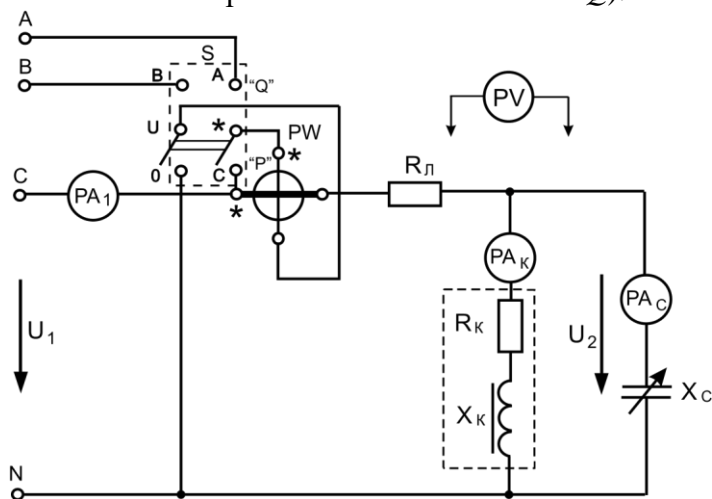 Q),
A
S
B
B
A
"Q"
U
*
PW
*
PV
"P"
0
C
C
PA1
*
RЛ
PAК
PAС
RК
U1
U2
XК
XС
N